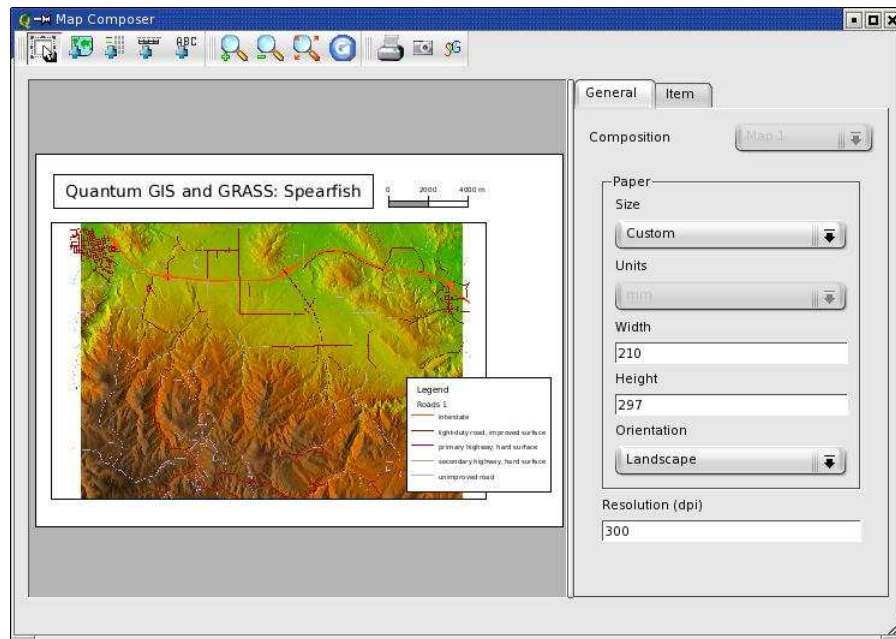 Map Composer
ABC
General
Item
Composition
Map 1
Quantum GIS and GRASS: Spearfish
0 2000 4000 m
Legend
Roads 1
interstate
light-duty road, improved surface
primary highway, hard surface
secondary highway, hard surface
unimproved road
Paper
Size
Custom
Units
mm
Width
210
Height
297
Orientation
Landscape
Resolution (dpi)
300